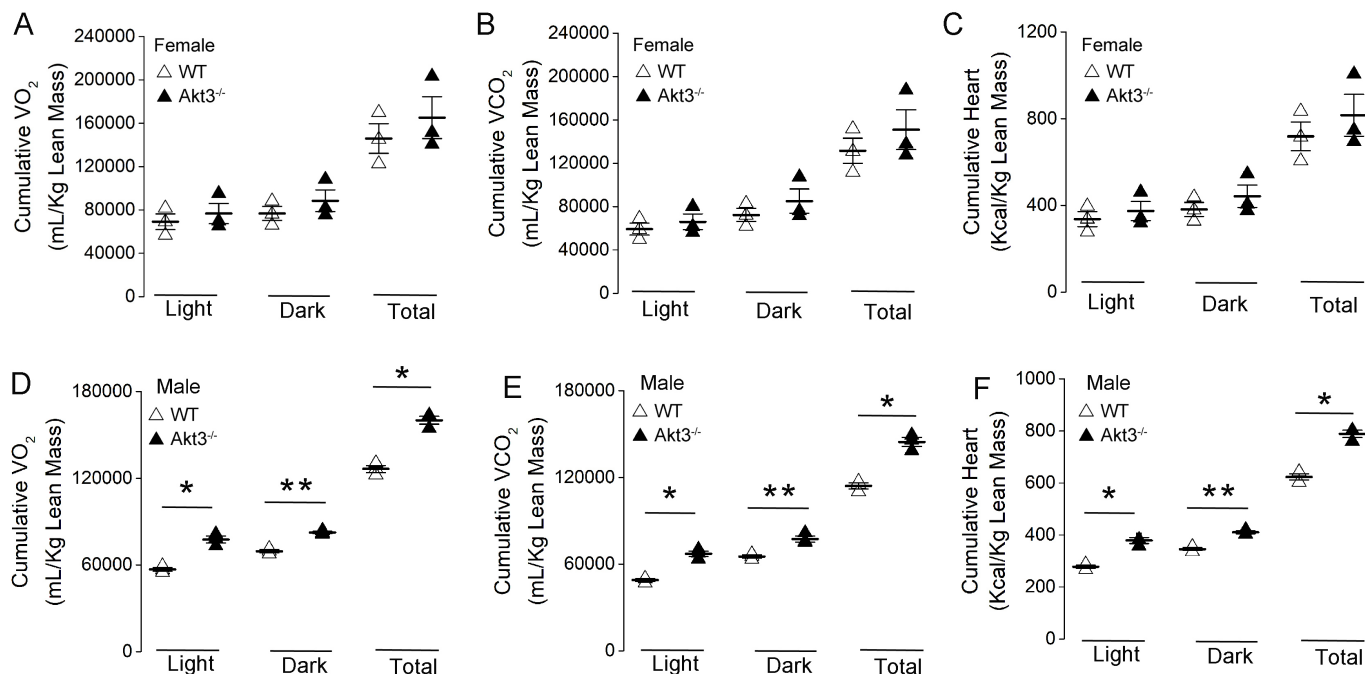 A
Cumulative VO2
(mL/Kg Lean Mass)
240000
200000
160000
120000
80000
40000
0
Female
WT
Akt3-/-
Light
Dark
Total
B
Cumulative VCO2
(mL/Kg Lean Mass)
240000
200000
160000
120000
80000
40000
0
Female
WT
Akt3-/-
Light
Dark
Total
C
Cumulative Heart
(Kcal/Kg Lean Mass)
1200
800
400
0
Female
WT
Akt3-/-
Light
Dark
Total
D
Cumulative VO2
(mL/Kg Lean Mass)
180000
120000
60000
0
Male
WT
Akt3-/-
*
**
*
Light
Dark
Total
E
Cumulative VCO2
(mL/Kg Lean Mass)
180000
120000
60000
0
Male
WT
Akt3-/-
*
**
*
Light
Dark
Total
F
Cumulative Heart
(Kcal/Kg Lean Mass)
1000
800
600
400
200
0
Male
WT
Akt3-/-
*
**
*
Light
Dark
Total